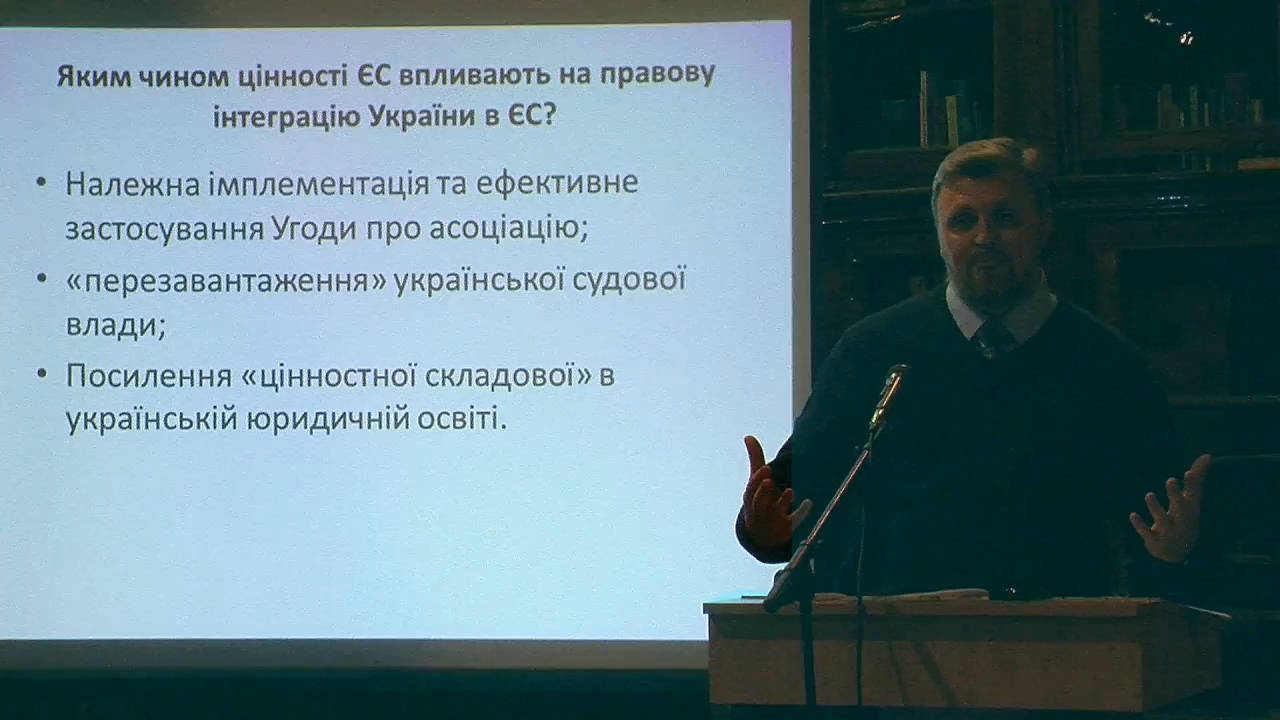 Яким чином цінності ЄС впливають на правову
інтеграцію України в ЄС?
• Належна імплементація та ефективне
застосування Угоди про асоціацію;
• «перезавантаження» української судової
влади;
• Посилення «цінностної складової» в
українській юридичній освіті.